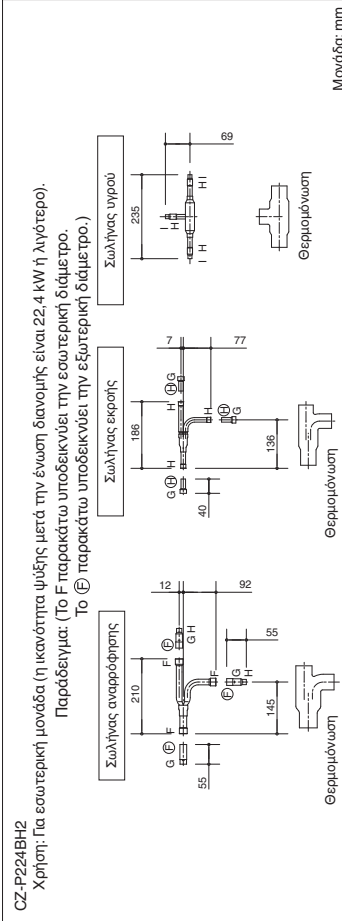 CZ-P224BH2
Χρήση: Για εσωτερική μονάδα (η ικανότητα ψύξης μετά την ένωση διανομής είναι 22,4 kW ή λιγότερο).
Παράδειγμα: (Το F παρακάτω υποδεικνύει την εσωτερική διάμετρο.
Το Ⓕ παρακάτω υποδεικνύει την εξωτερική διάμετρο.)
Σωλήνας αναρρόφησης
210
12
F
Ⓕ
G H
F
G Ⓕ
92
F
Ⓕ
G
H
55
55
145
Θερμομόνωση
Σωλήνας εκροής
186
7
H
Ⓗ G
H
G Ⓗ
77
H
Ⓗ
G
40
136
Θερμομόνωση
Σωλήνας υγρού
235
69
I
H
I
H
H I
Θερμομόνωση
Μονάδα: mm